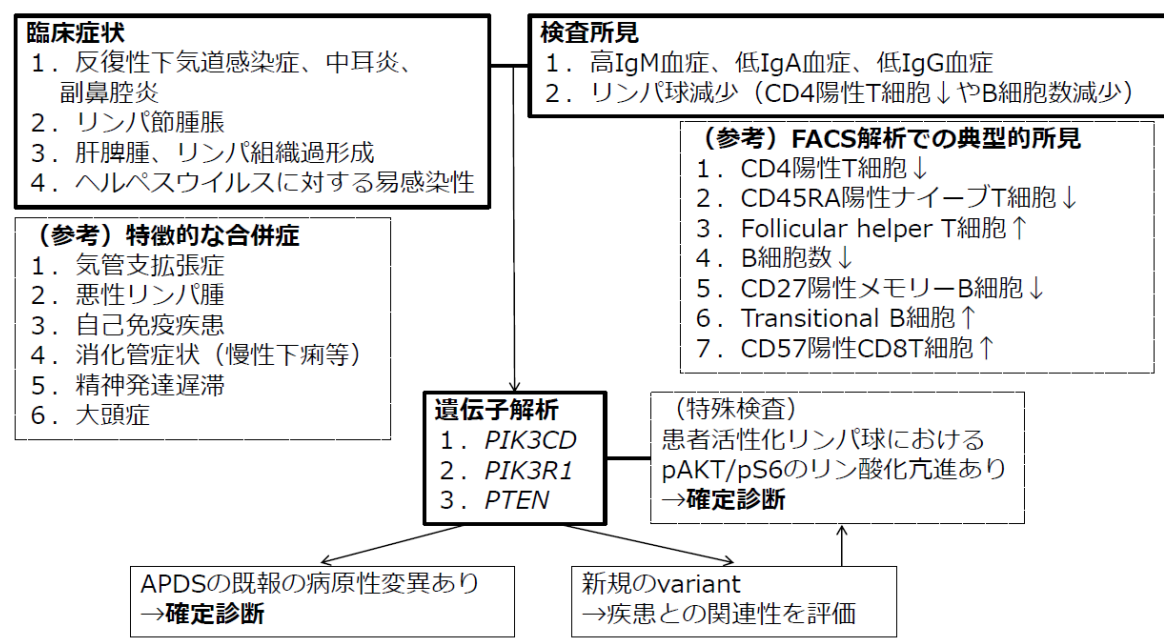 臨床症状
1．反復性下気道感染症、中耳炎、
副鼻腔炎
2．リンパ節腫脹
3．肝脾腫、リンパ組織過形成
4．ヘルペスウイルスに対する易感染性
検査所見
1．高IgM血症、低IgA血症、低IgG血症
2．リンパ球減少（CD4陽性T細胞↓やB細胞数減少）
（参考）FACS解析での典型的所見
1．CD4陽性T細胞↓
2．CD45RA陽性ナイーブT細胞↓
3．Follicular helper T細胞↑
4．B細胞数↓
5．CD27陽性メモリーB細胞↓
6．Transitional B細胞↑
7．CD57陽性CD8T細胞↑
（参考）特徴的な合併症
1．気管支拡張症
2．悪性リンパ腫
3．自己免疫疾患
4．消化管症状（慢性下痢等）
5．精神発達遅滞
6．大頭症
遺伝子解析
1．PIK3CD
2．PIK3R1
3．PTEN
（特殊検査）
患者活性化リンパ球における
pAKT/pS6のリン酸化亢進あり
→確定診断
APDSの既報の病原性変異あり
→確定診断
新規のvariant
→疾患との関連性を評価